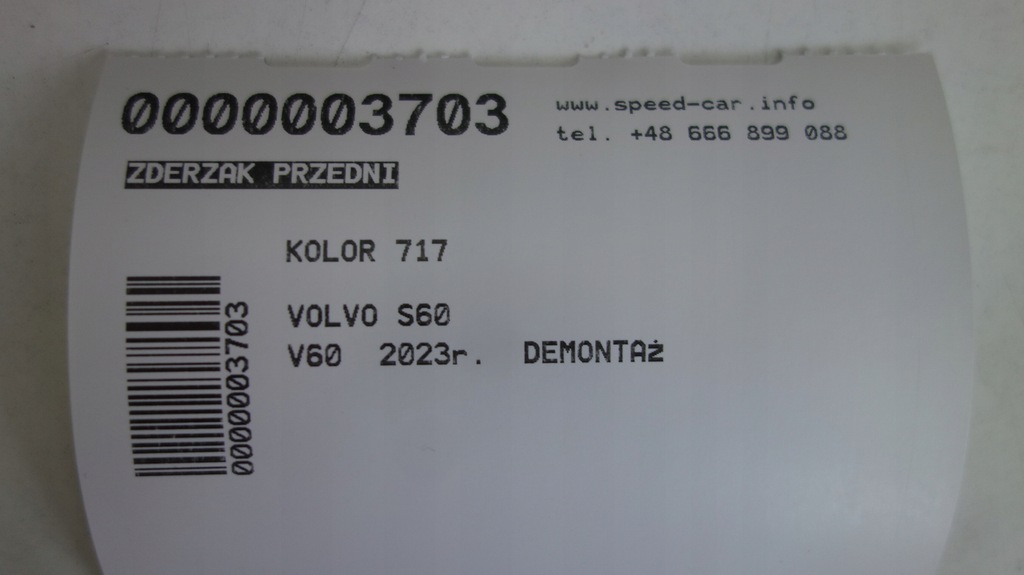 0000003703
www.speed-car.info
tel. +48 666 899 088
ZDERZAK PRZEDNI
KOLOR 717
VOLVO S60
V60 2023r. DEMONTAż
0000003703